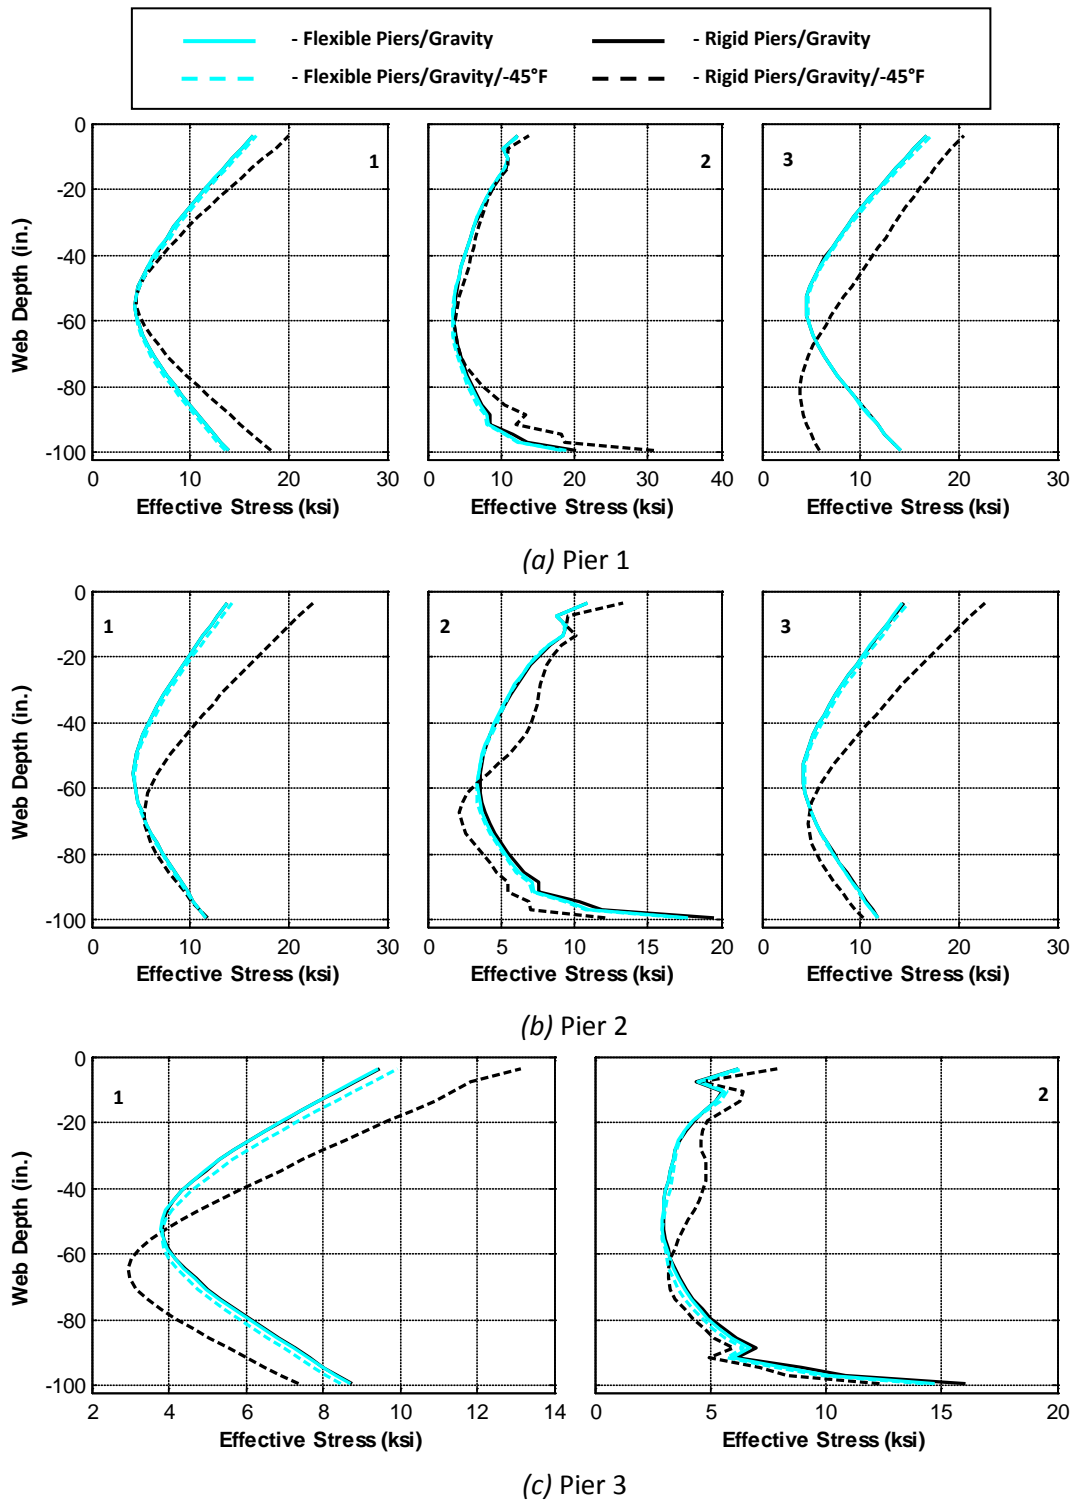 - Flexible Piers/Gravity - Rigid Piers/Gravity
- Flexible Piers/Gravity/-45°F - Rigid Piers/Gravity/-45°F
0
-20
-40
-60
-80
-100
Web Depth (in.)
1
0 10 20 30
Effective Stress (ksi)
2
0 10 20 30 40
Effective Stress (ksi)
3
0 10 20 30
Effective Stress (ksi)
(a) Pier 1
0
-20
-40
-60
-80
-100
Web Depth (in.)
1
0 10 20 30
Effective Stress (ksi)
2
0 5 10 15 20
Effective Stress (ksi)
3
0 10 20 30
Effective Stress (ksi)
(b) Pier 2
0
-20
-40
-60
-80
-100
Web Depth (in.)
1
2 4 6 8 10 12 14
Effective Stress (ksi)
2
0 5 10 15 20
Effective Stress (ksi)
(c) Pier 3